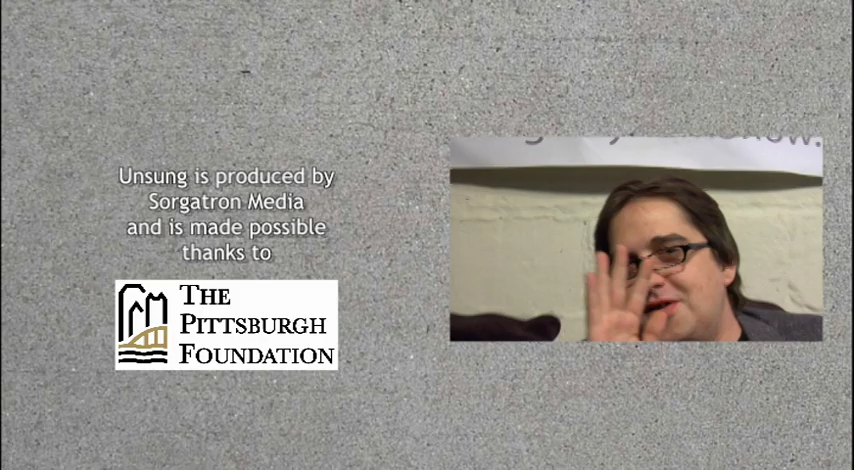 Unsung is produced by
Sorgatron Media
and is made possible
thanks to
THE
PITTSBURGH
FOUNDATION